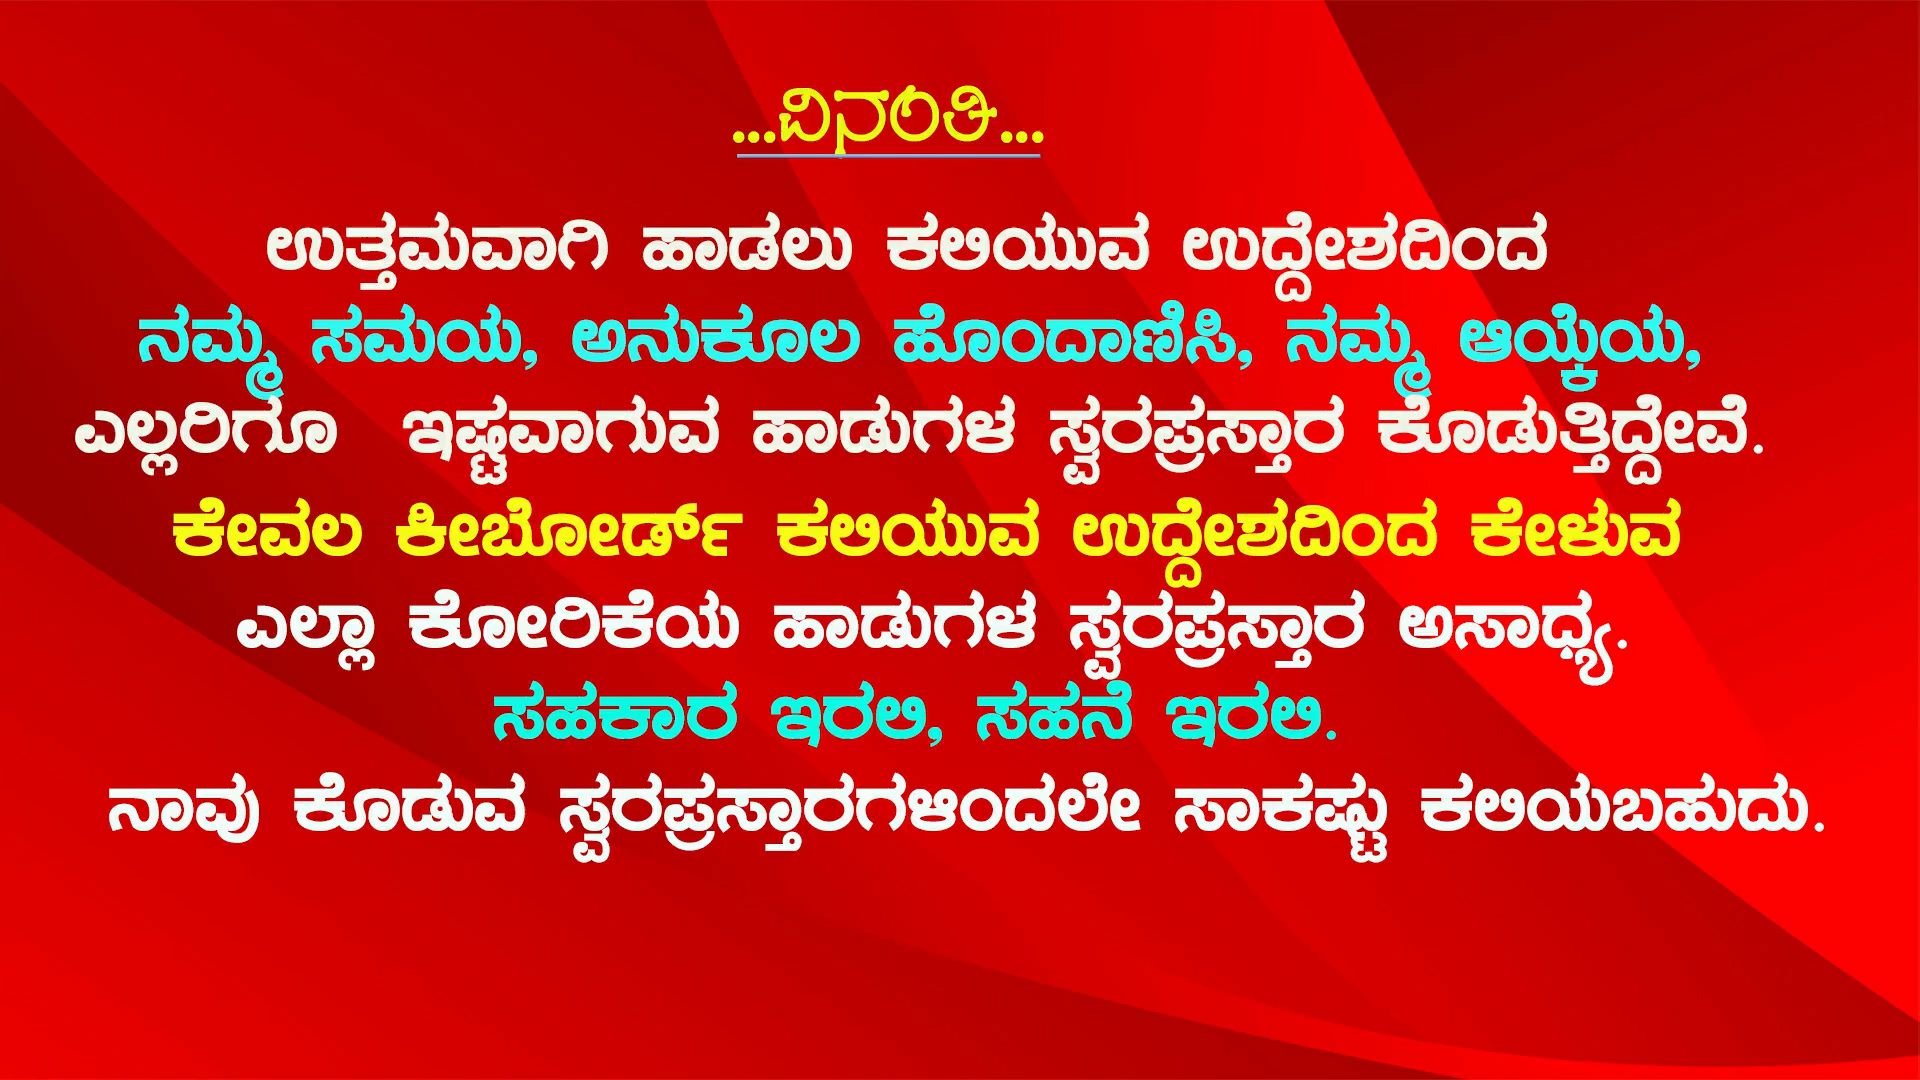 ...ವಿನಂತಿ...
ಉತ್ತಮವಾಗಿ ಹಾಡಲು ಕಲಿಯುವ ಉದ್ದೇಶದಿಂದ
ನಮ್ಮ ಸಮಯ, ಅನುಕೂಲ ಹೊಂದಾಣಿಸಿ, ನಮ್ಮ ಆಯ್ಕೆಯ,
ಎಲ್ಲರಿಗೂ ಇಷ್ಟವಾಗುವ ಹಾಡುಗಳ ಸ್ವರಪ್ರಸ್ತಾರ ಕೊಡುತ್ತಿದ್ದೇವೆ.
ಕೇವಲ ಕೀಬೋರ್ಡ್ ಕಲಿಯುವ ಉದ್ದೇಶದಿಂದ ಕೇಳುವ
ಎಲ್ಲಾ ಕೋರಿಕೆಯ ಹಾಡುಗಳ ಸ್ವರಪ್ರಸ್ತಾರ ಅಸಾಧ್ಯ.
ಸಹಕಾರ ಇರಲಿ, ಸಹನೆ ಇರಲಿ.
ನಾವು ಕೊಡುವ ಸ್ವರಪ್ರಸ್ತಾರಗಳಿಂದಲೇ ಸಾಕಷ್ಟು ಕಲಿಯಬಹುದು.